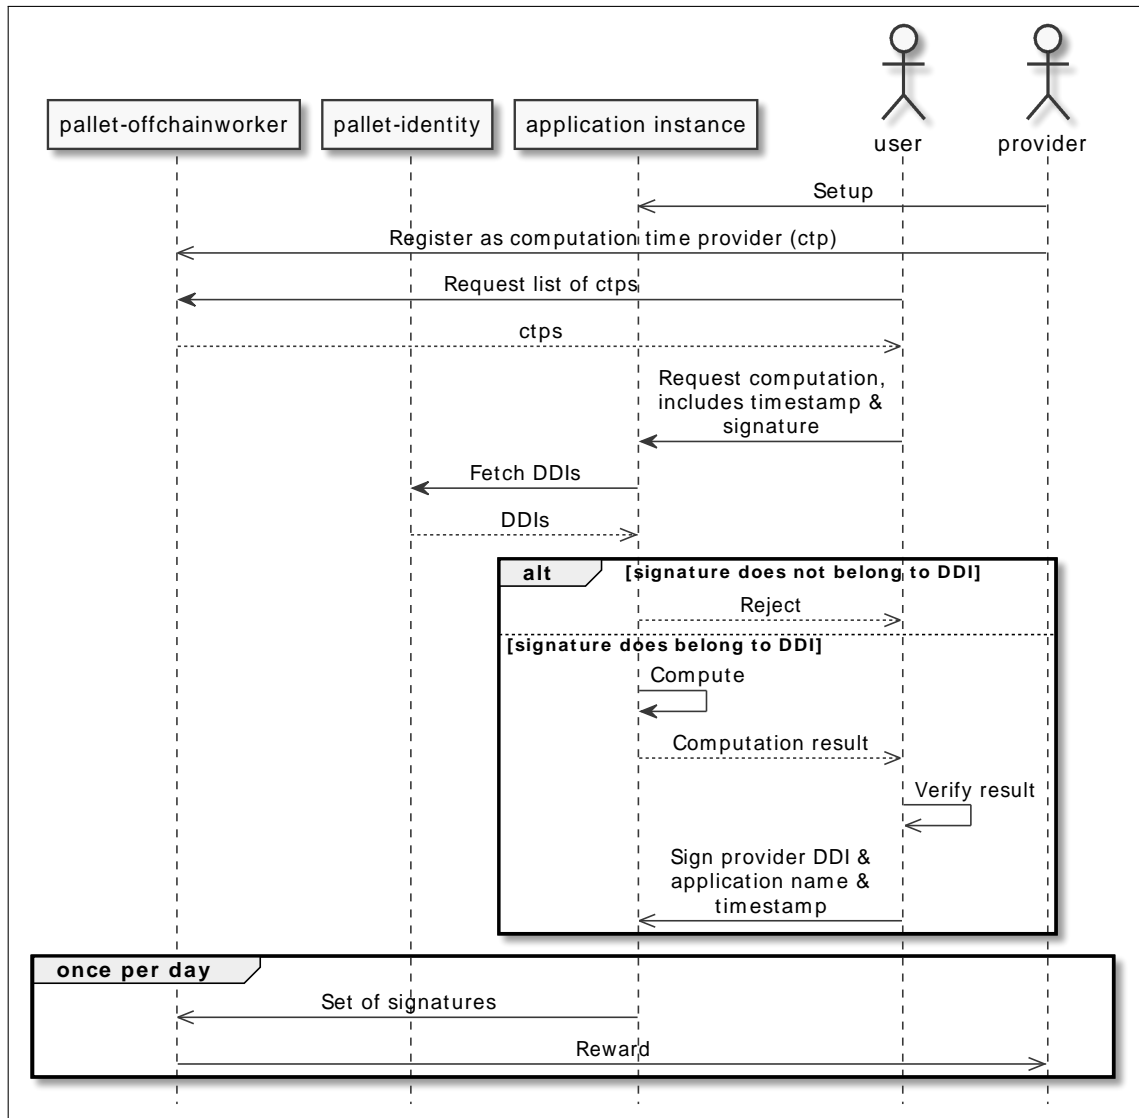 pallet-offchainworker
pallet-identity
application instance
user
provider
Setup
Register as computation time provider (ctp)
Request list of ctps
ctps
Request computation,
includes timestamp &
signature
Fetch DDIs
DDIs
alt
[signature does not belong to DDI]
Reject
[signature does belong to DDI]
Compute
Computation result
Verify result
Sign provider DDI &
application name &
timestamp
once per day
Set of signatures
Reward